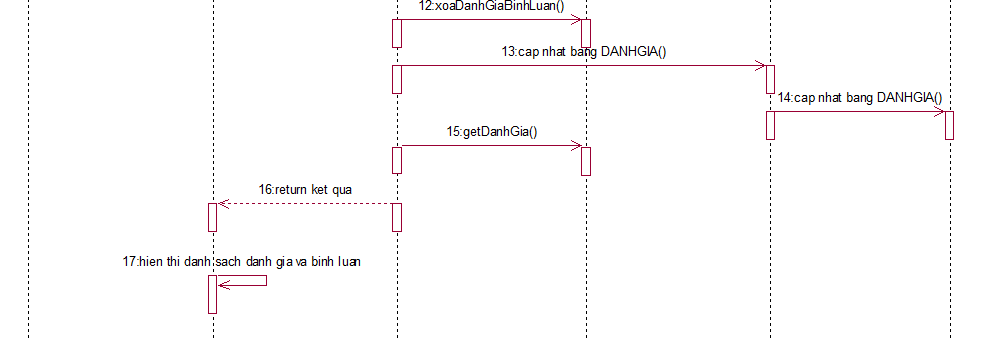 12:xoaDanhGiaBinhLuan()
13:cap nhat bang DANHGIA()
14:cap nhat bang DANHGIA()
15:getDanhGia()
16:return ket qua
17:hien thi danh sach danh gia va binh luan